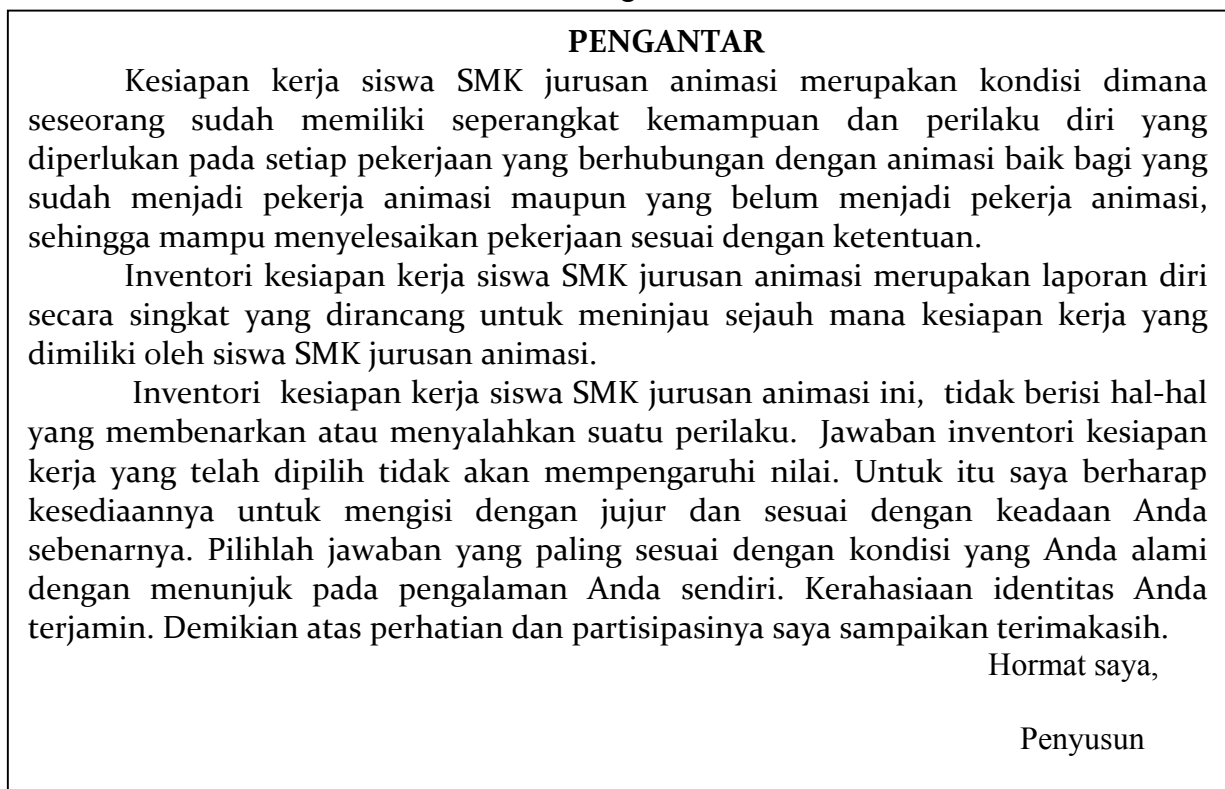 PENGANTAR
Kesiapan kerja siswa SMK jurusan animasi merupakan kondisi dimana
seseorang sudah memiliki seperangkat kemampuan dan perilaku diri yang
diperlukan pada setiap pekerjaan yang berhubungan dengan animasi baik bagi yang
sudah menjadi pekerja animasi maupun yang belum menjadi pekerja animasi,
sehingga mampu menyelesaikan pekerjaan sesuai dengan ketentuan.
Inventori kesiapan kerja siswa SMK jurusan animasi merupakan laporan diri
secara singkat yang dirancang untuk meninjau sejauh mana kesiapan kerja yang
dimiliki oleh siswa SMK jurusan animasi.
Inventori kesiapan kerja siswa SMK jurusan animasi ini, tidak berisi hal-hal
yang membenarkan atau menyalahkan suatu perilaku. Jawaban inventori kesiapan
kerja yang telah dipilih tidak akan mempengaruhi nilai. Untuk itu saya berharap
kesediaannya untuk mengisi dengan jujur dan sesuai dengan keadaan Anda
sebenarnya. Pilihlah jawaban yang paling sesuai dengan kondisi yang Anda alami
dengan menunjuk pada pengalaman Anda sendiri. Kerahasiaan identitas Anda
terjamin. Demikian atas perhatian dan partisipasinya saya sampaikan terimakasih.
Hormat saya,
Penyusun